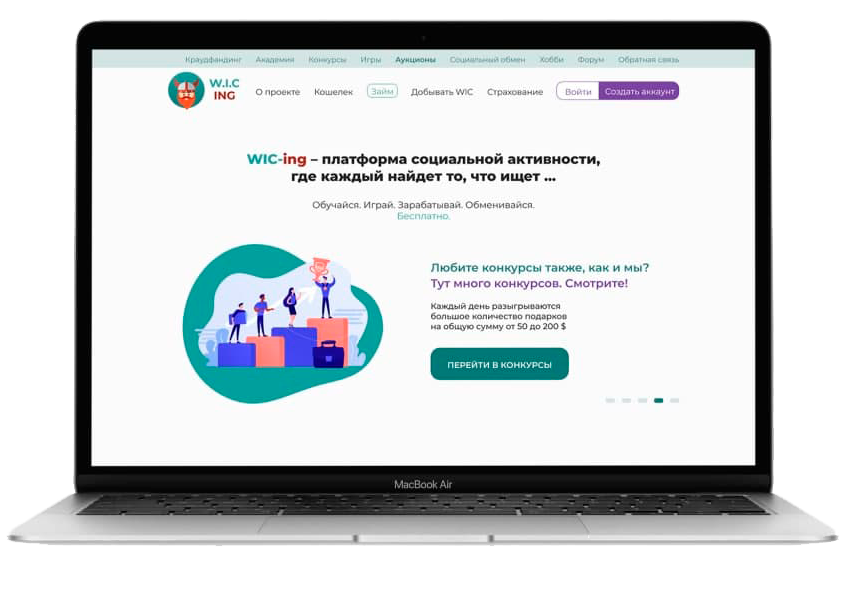 Краудфандинг Академия Конкурсы Игры Аукционы Социальный обмен Хобби Форум Обратная связь
W.I.C
ING
О проекте Кошелек Займ Добывать WIC Страхование Войти Создать аккаунт
WIC-ing – платформа социальной активности,
где каждый найдет то, что ищет ...
Обучайся. Играй. Зарабатывай. Обменивайся.
Бесплатно.
Любите конкурсы также, как и мы?
Тут много конкурсов. Смотрите!
Каждый день разыгрываются
большое количество подарков
на общую сумму от 50 до 200 $
ПЕРЕЙТИ В КОНКУРСЫ
MacBook Air